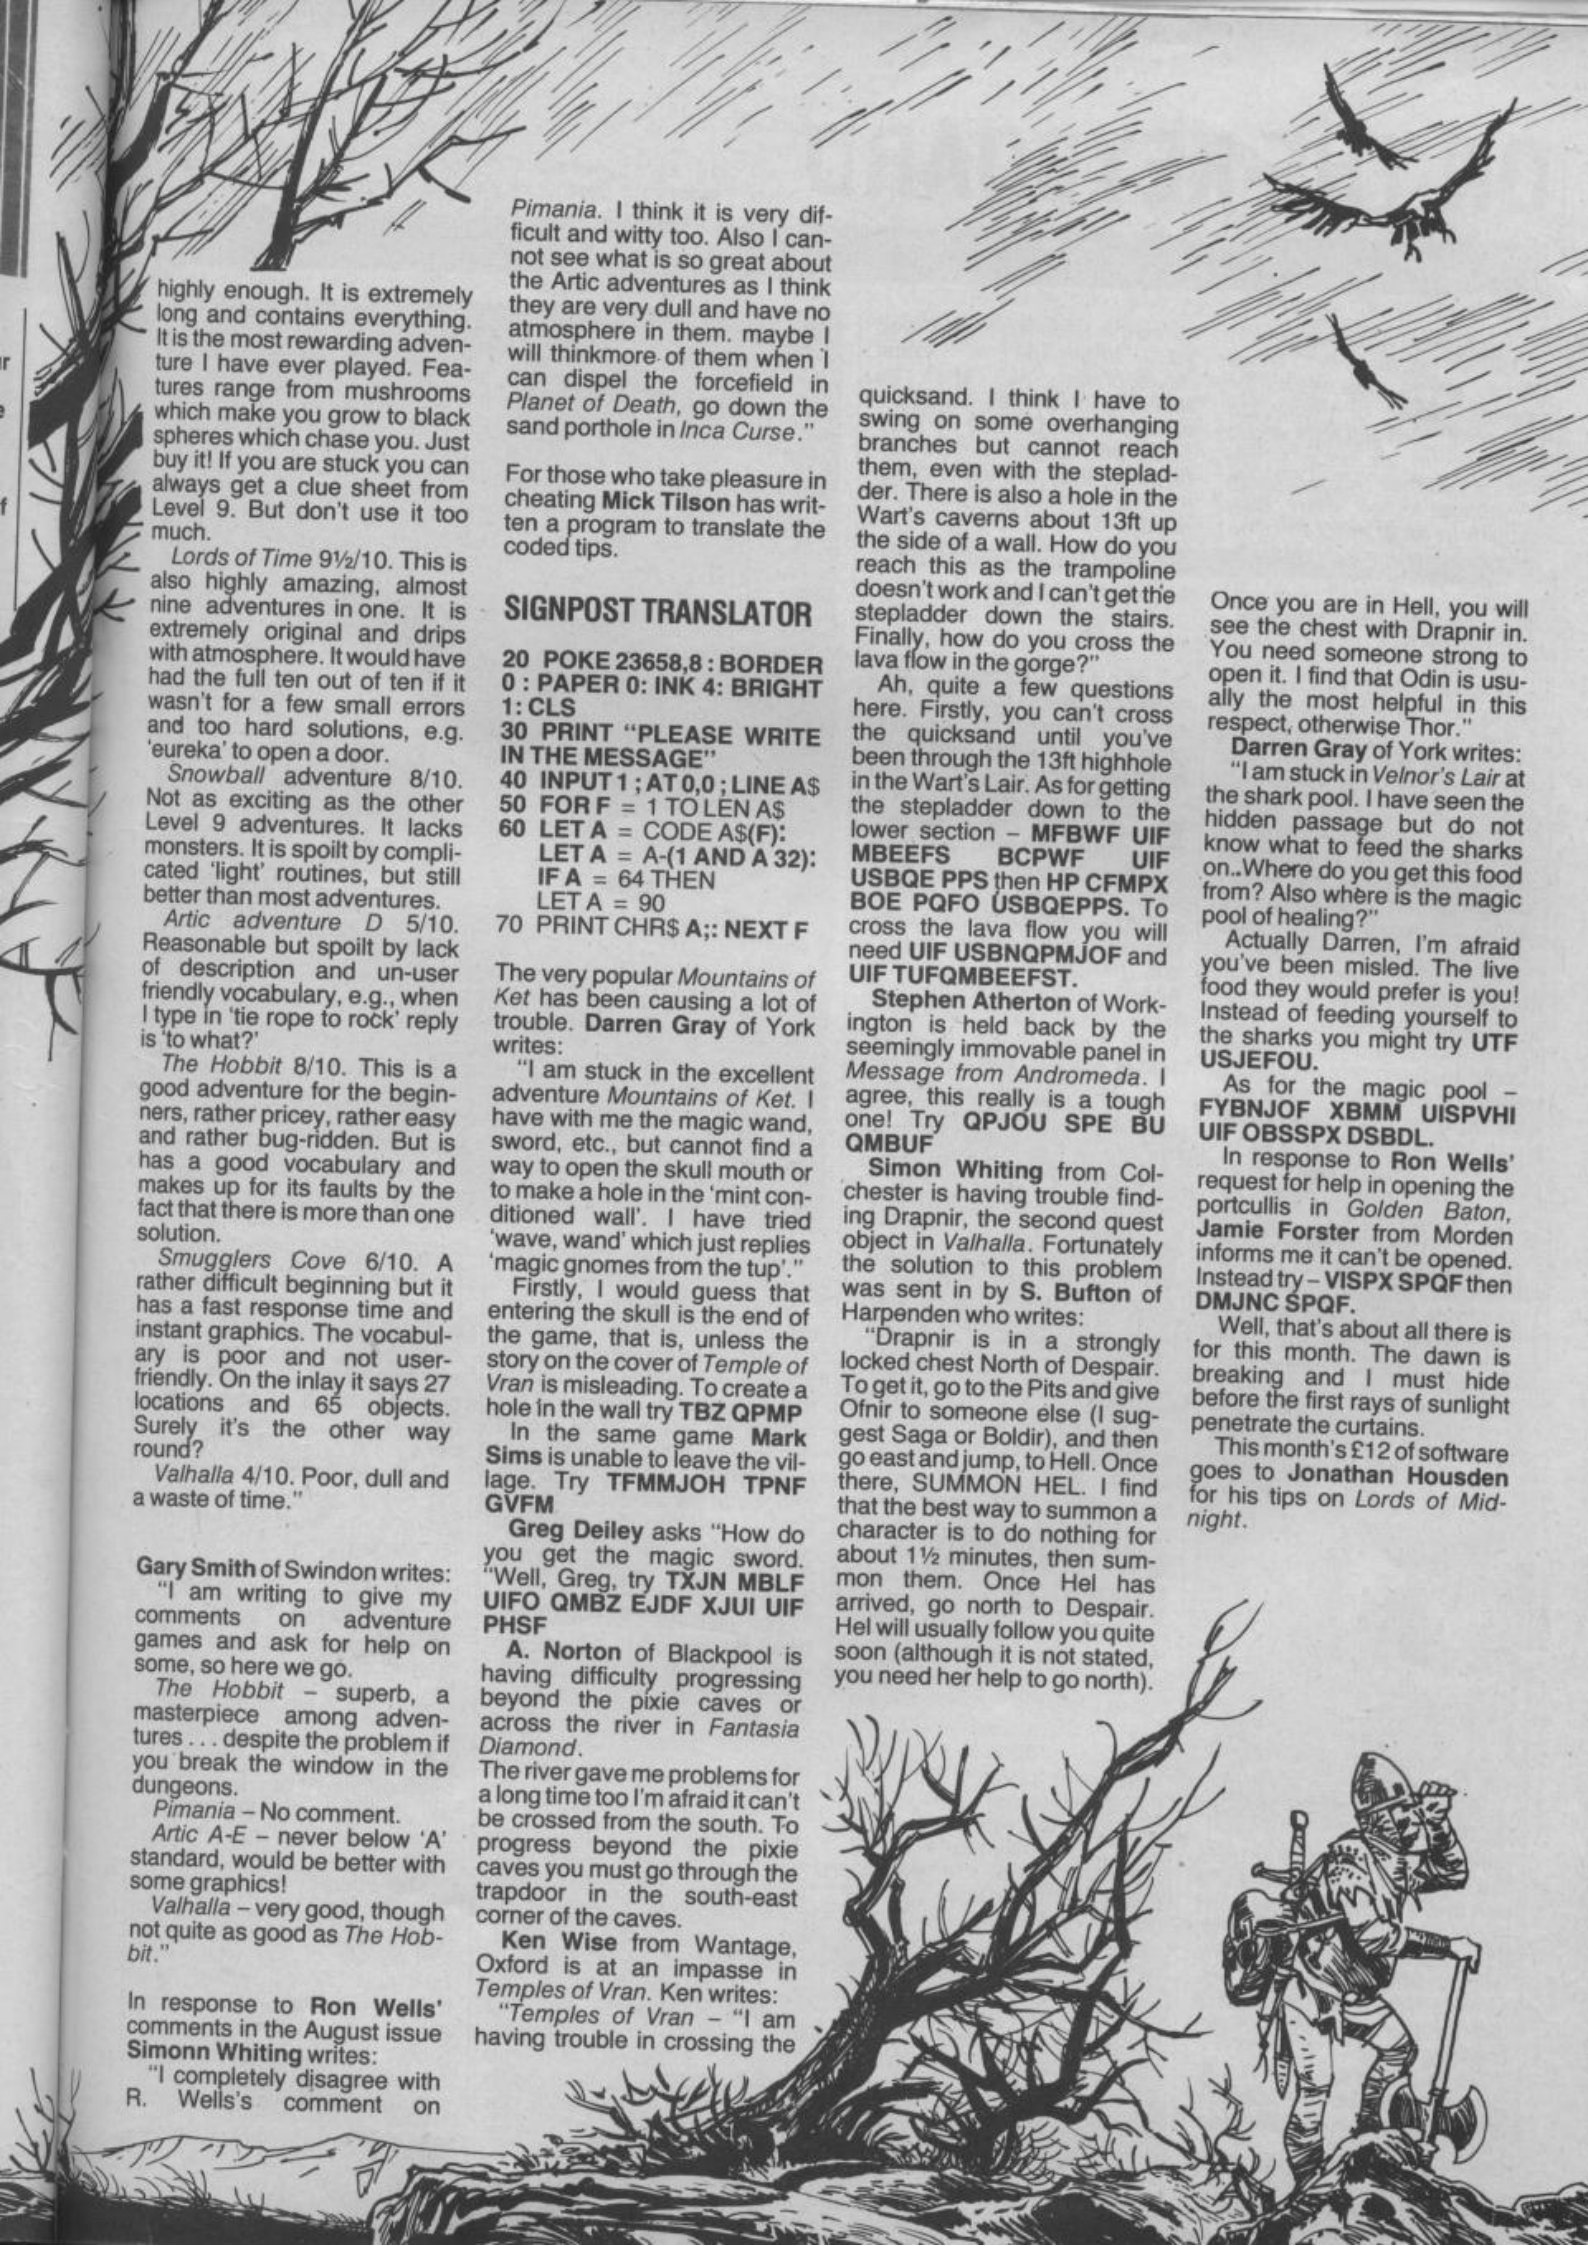 highly enough. It is extremely
long and contains everything.
It is the most rewarding adven-
ture I have ever played. Fea-
tures range from mushrooms
which make you grow to black
spheres which chase you. Just
buy it! If you are stuck you can
always get a clue sheet from
Level 9. But don't use it too
much.
Lords of Time 9½/10. This is
also highly amazing, almost
nine adventures in one. It is
extremely original and drips
with atmosphere. It would have
had the full ten out of ten if it
wasn't for a few small errors
and too hard solutions, e.g.
'eureka' to open a door.
Snowball adventure 8/10.
Not as exciting as the other
Level 9 adventures. It lacks
monsters. It is spoilt by compli-
cated 'light' routines, but still
better than most adventures.
Artic adventure D 5/10.
Reasonable but spoilt by lack
of description and un-user
friendly vocabulary, e.g., when
I type in 'tie rope to rock' reply
is 'to what?'
The Hobbit 8/10. This is a
good adventure for the begin-
ners, rather pricey, rather easy
and rather bug-ridden. But is
has a good vocabulary and
makes up for its faults by the
fact that there is more than one
solution.
Smugglers Cove 6/10. A
rather difficult beginning but it
has a fast response time and
instant graphics. The vocabul-
ary is poor and not user-
friendly. On the inlay it says 27
locations and 65 objects.
Surely it's the other way
round?
Valhalla 4/10. Poor, dull and
a waste of time."
Gary Smith of Swindon writes:
"I am writing to give my
comments on adventure
games and ask for help on
some, so here we go.
The Hobbit – superb, a
masterpiece among adven-
tures . . . despite the problem if
you break the window in the
dungeons.
Pimania – No comment.
Artic A-E – never below 'A'
standard, would be better with
some graphics!
Valhalla – very good, though
not quite as good as The Hob-
bit."
In response to Ron Wells'
comments in the August issue
Simonn Whiting writes:
"I completely disagree with
R. Wells's comment on
Pimania. I think it is very dif-
ficult and witty too. Also I can-
not see what is so great about
the Artic adventures as I think
they are very dull and have no
atmosphere in them. maybe I
will thinkmore of them when I
can dispel the forcefield in
Planet of Death, go down the
sand porthole in Inca Curse."
For those who take pleasure in
cheating Mick Tilson has writ-
ten a program to translate the
coded tips.
SIGNPOST TRANSLATOR
20 POKE 23658,8 : BORDER
0 : PAPER 0: INK 4: BRIGHT
1: CLS
30 PRINT "PLEASE WRITE
IN THE MESSAGE"
40 INPUT 1 ; AT 0,0 ; LINE A$
50 FOR F = 1 TO LEN A$
60 LET A = CODE A$(F):
LET A = A-(1 AND A 32):
IF A = 64 THEN
LET A = 90
70 PRINT CHR$ A;: NEXT F
The very popular Mountains of
Ket has been causing a lot of
trouble. Darren Gray of York
writes:
"I am stuck in the excellent
adventure Mountains of Ket. I
have with me the magic wand,
sword, etc., but cannot find a
way to open the skull mouth or
to make a hole in the 'mint con-
ditioned wall'. I have tried
'wave, wand' which just replies
'magic gnomes from the tup'."
Firstly, I would guess that
entering the skull is the end of
the game, that is, unless the
story on the cover of Temple of
Vran is misleading. To create a
hole in the wall try TBZ QPMP
In the same game Mark
Sims is unable to leave the vil-
lage. Try TFMMJOH TPNF
GVFM
Greg Deiley asks "How do
you get the magic sword.
"Well, Greg, try TXJN MBLF
UIFO QMBZ EJDF XJUI UIF
PHSF
A. Norton of Blackpool is
having difficulty progressing
beyond the pixie caves or
across the river in Fantasia
Diamond.
The river gave me problems for
a long time too I'm afraid it can't
be crossed from the south. To
progress beyond the pixie
caves you must go through the
trapdoor in the south-east
corner of the caves.
Ken Wise from Wantage,
Oxford is at an impasse in
Temples of Vran. Ken writes:
"Temples of Vran – "I am
having trouble in crossing the
quicksand. I think I have to
swing on some overhanging
branches but cannot reach
them, even with the steplad-
der. There is also a hole in the
Wart's caverns about 13ft up
the side of a wall. How do you
reach this as the trampoline
doesn't work and I can't get the
stepladder down the stairs.
Finally, how do you cross the
lava flow in the gorge?"
Ah, quite a few questions
here. Firstly, you can't cross
the quicksand until you've
been through the 13ft highhole
in the Wart's Lair. As for getting
the stepladder down to the
lower section – MFBWF UIF
MBEEFS BCPWF UIF
USBQE PPS then HP CFMPX
BOE PQFO USBQEPPS. To
cross the lava flow you will
need UIF USBNQPMJOF and
UIF TUFQMBEEFST.
Stephen Atherton of Work-
ington is held back by the
seemingly immovable panel in
Message from Andromeda. I
agree, this really is a tough
one! Try QPJOU SPE BU
QMBUF
Simon Whiting from Col-
chester is having trouble find-
ing Drapnir, the second quest
object in Valhalla. Fortunately
the solution to this problem
was sent in by S. Bufton of
Harpenden who writes:
"Drapnir is in a strongly
locked chest North of Despair.
To get it, go to the Pits and give
Ofnir to someone else (I sug-
gest Saga or Boldir), and then
go east and jump, to Hell. Once
there, SUMMON HEL. I find
that the best way to summon a
character is to do nothing for
about 1½ minutes, then sum-
mon them. Once Hel has
arrived, go north to Despair.
Hel will usually follow you quite
soon (although it is not stated,
you need her help to go north).
Once you are in Hell, you will
see the chest with Drapnir in.
You need someone strong to
open it. I find that Odin is usu-
ally the most helpful in this
respect, otherwise Thor."
Darren Gray of York writes:
"I am stuck in Velnor's Lair at
the shark pool. I have seen the
hidden passage but do not
know what to feed the sharks
on..Where do you get this food
from? Also where is the magic
pool of healing?"
Actually Darren, I'm afraid
you've been misled. The live
food they would prefer is you!
Instead of feeding yourself to
the sharks you might try UTF
USJEFOU.
As for the magic pool –
FYBNJOF XBMM UISPVHI
UIF OBSSPX DSBDL.
In response to Ron Wells'
request for help in opening the
portcullis in Golden Baton,
Jamie Forster from Morden
informs me it can't be opened.
Instead try – VISPX SPQF then
DMJNC SPQF.
Well, that's about all there is
for this month. The dawn is
breaking and I must hide
before the first rays of sunlight
penetrate the curtains.
This month's £12 of software
goes to Jonathan Housden
for his tips on Lords of Mid-
night.